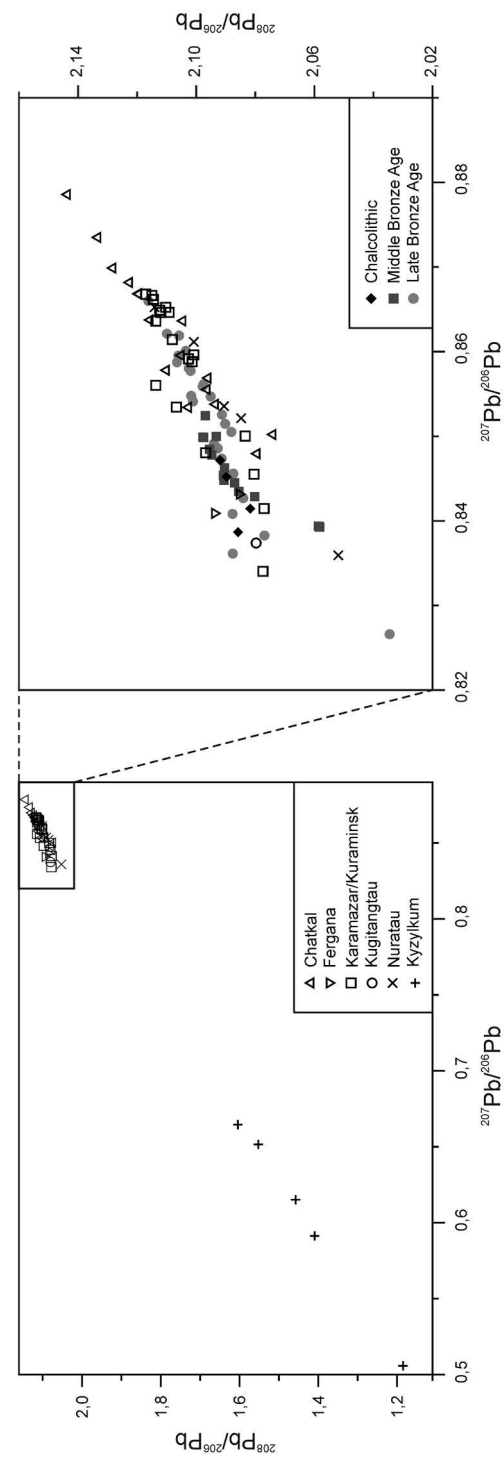 ²⁰⁸Pb/²⁰⁶Pb
2,0
1,8
1,6
1,4
1,2
0,5
0,6
0,7
0,8
²⁰⁷Pb/²⁰⁶Pb
Chatkal
Fergana
Karamazar/Kuraminsk
Kugitangtau
Nuratau
Kyzylkum
²⁰⁸Pb/²⁰⁶Pb
2,14
2,10
2,06
2,02
0,82
0,84
0,86
0,88
²⁰⁷Pb/²⁰⁶Pb
Chalcolithic
Middle Bronze Age
Late Bronze Age